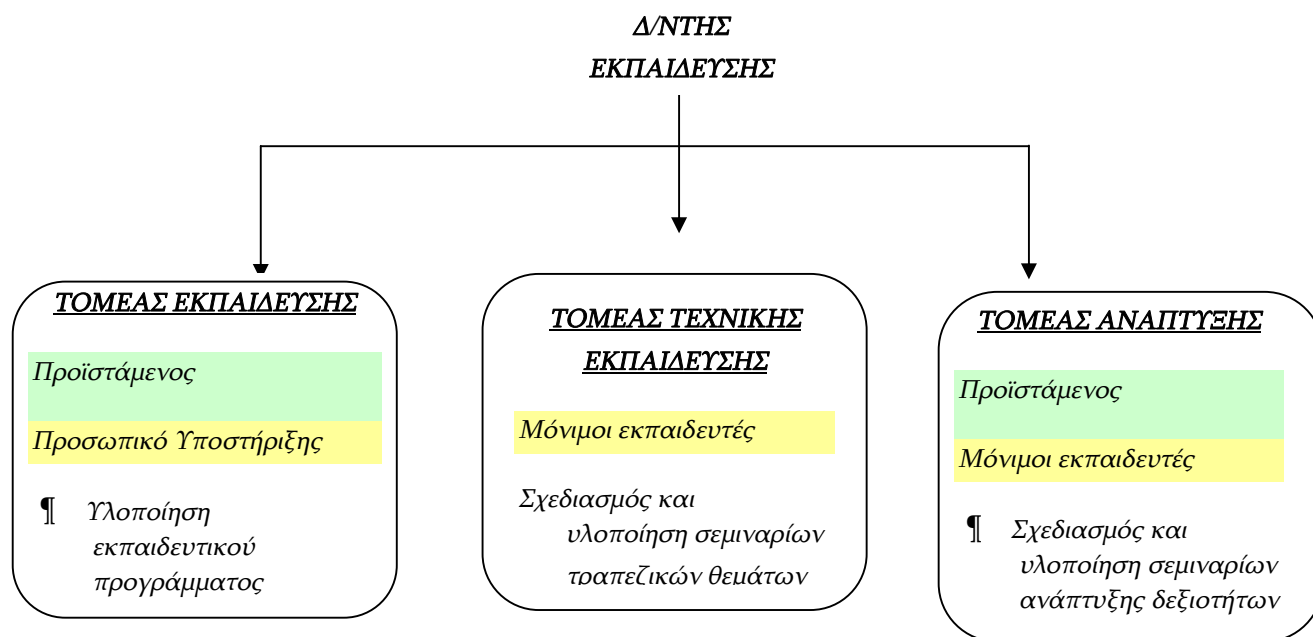 Δ/ΝΤΗΣ
ΕΚΠΑΙΔΕΥΣΗΣ
ΤΟΜΕΑΣ ΕΚΠΑΙΔΕΥΣΗΣ
Προϊστάμενος
Προσωπικό Υποστήριξης
¶ Υλοποίηση
εκπαιδευτικού
προγράμματος
ΤΟΜΕΑΣ ΤΕΧΝΙΚΗΣ
ΕΚΠΑΙΔΕΥΣΗΣ
Μόνιμοι εκπαιδευτές
Σχεδιασμός και
υλοποίηση σεμιναρίων
τραπεζικών θεμάτων
ΤΟΜΕΑΣ ΑΝΑΠΤΥΞΗΣ
Προϊστάμενος
Μόνιμοι εκπαιδευτές
¶ Σχεδιασμός και
υλοποίηση σεμιναρίων
ανάπτυξης δεξιοτήτων